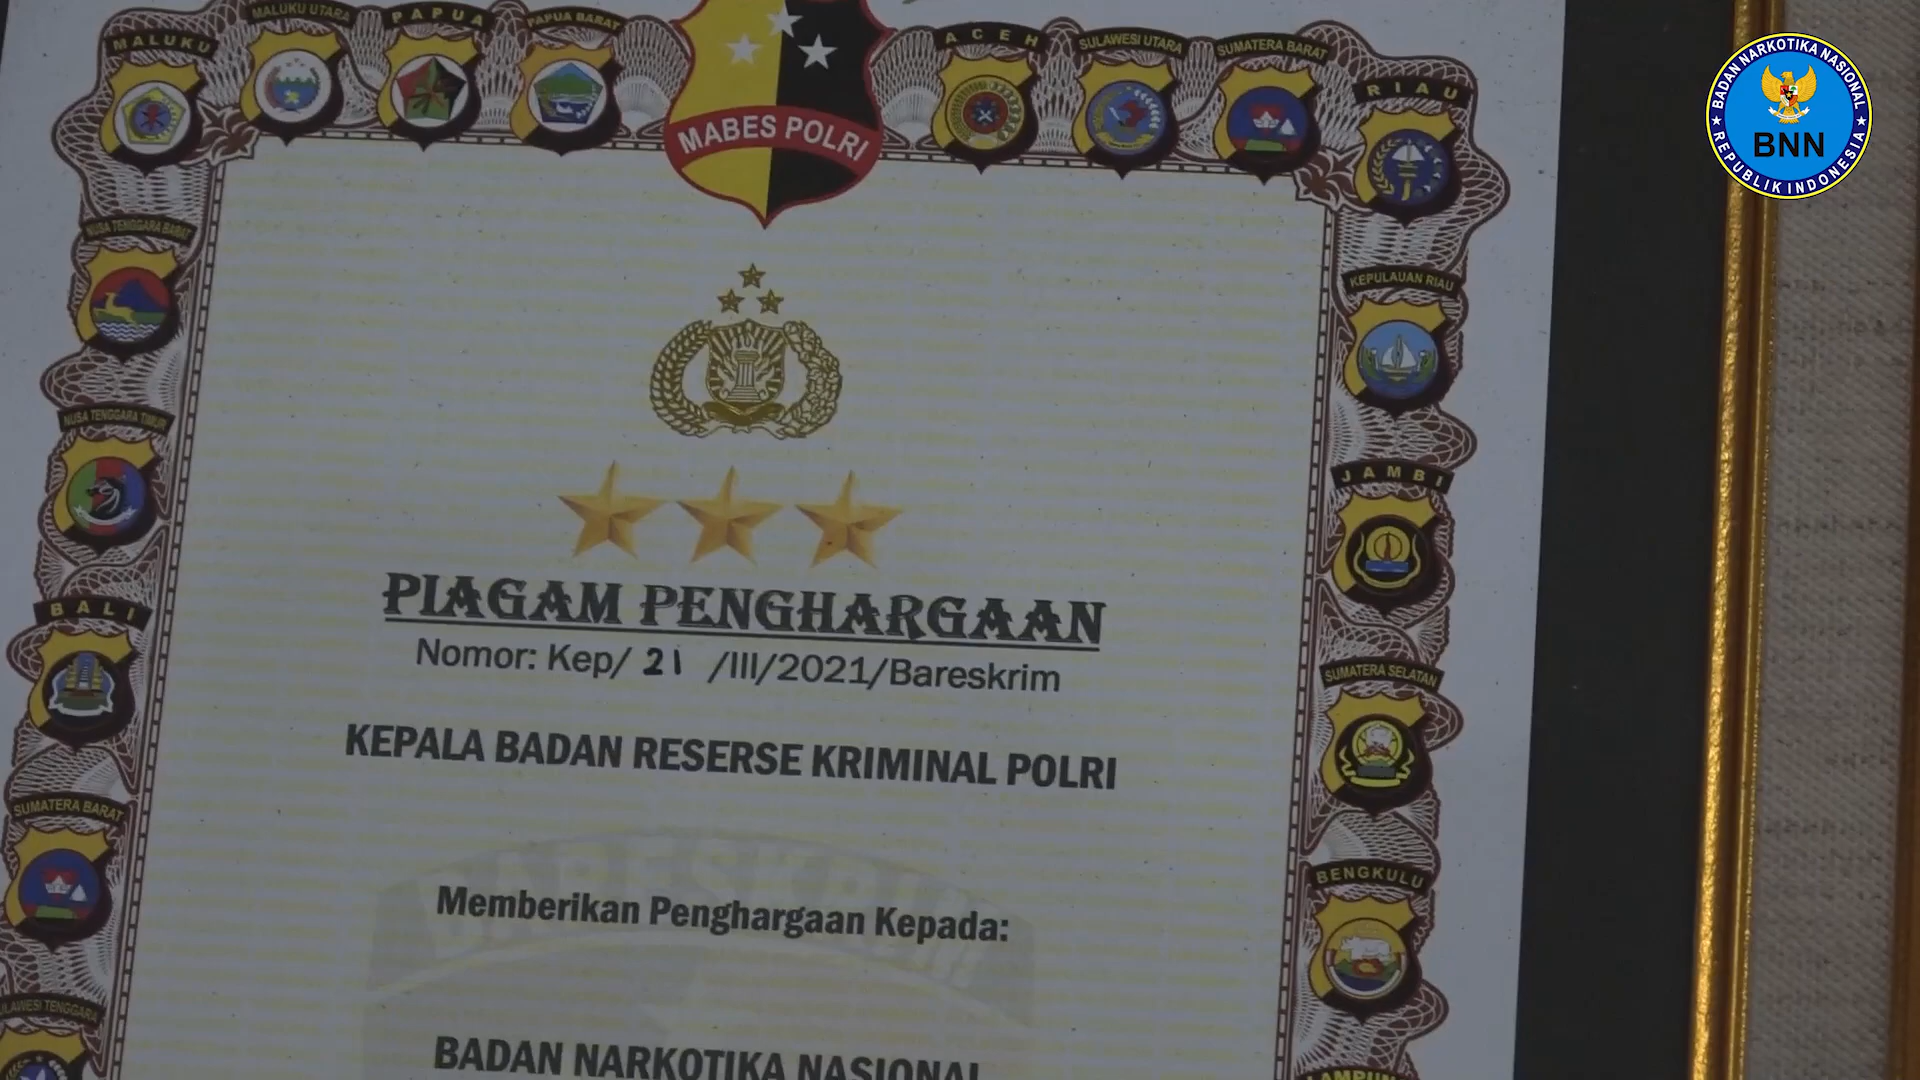 MALUKU
MALUKU UTARA
PAPUA
PAPUA BARAT
MABES POLRI
ACEH
SULAWESI UTARA
SUMATERA BARAT
RIAU
BADAN NARKOTIKA NASIONAL
BNN
REPUBLIK INDONESIA
NUSA TENGGARA BARAT
KEPULAUAN RIAU
NUSA TENGGARA TIMUR
JAMBI
PIAGAM PENGHARGAAN
Nomor: Kep/ 21 /III/2021/Bareskrim
BALI
SUMATERA SELATAN
KEPALA BADAN RESERSE KRIMINAL POLRI
SUMATERA BARAT
BARESKRIM
BENGKULU
Memberikan Penghargaan Kepada:
BADAN NARKOTIKA NASIONAL